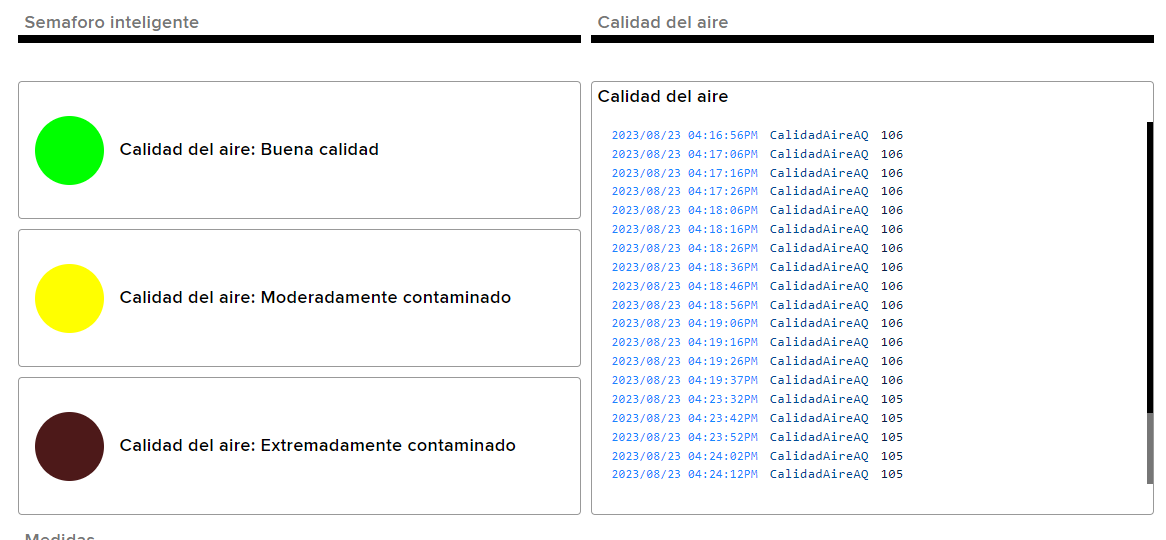 Semaforo inteligente
Calidad del aire: Buena calidad
Calidad del aire: Moderadamente contaminado
Calidad del aire: Extremadamente contaminado
Medidas
Calidad del aire
Calidad del aire
2023/08/23 04:16:56PM CalidadAireAQ 106
2023/08/23 04:17:06PM CalidadAireAQ 106
2023/08/23 04:17:16PM CalidadAireAQ 106
2023/08/23 04:17:26PM CalidadAireAQ 106
2023/08/23 04:18:06PM CalidadAireAQ 106
2023/08/23 04:18:16PM CalidadAireAQ 106
2023/08/23 04:18:26PM CalidadAireAQ 106
2023/08/23 04:18:36PM CalidadAireAQ 106
2023/08/23 04:18:46PM CalidadAireAQ 106
2023/08/23 04:18:56PM CalidadAireAQ 106
2023/08/23 04:19:06PM CalidadAireAQ 106
2023/08/23 04:19:16PM CalidadAireAQ 106
2023/08/23 04:19:26PM CalidadAireAQ 106
2023/08/23 04:19:37PM CalidadAireAQ 106
2023/08/23 04:23:32PM CalidadAireAQ 105
2023/08/23 04:23:42PM CalidadAireAQ 105
2023/08/23 04:23:52PM CalidadAireAQ 105
2023/08/23 04:24:02PM CalidadAireAQ 105
2023/08/23 04:24:12PM CalidadAireAQ 105